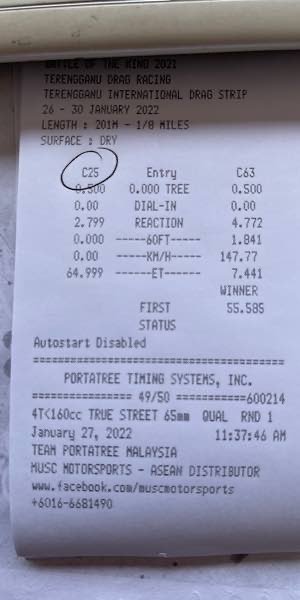 BATTLE OF THE KING 2021
TERENGGANU DRAG RACING
TERENGGANU INTERNATIONAL DRAG STRIP
26 - 30 JANUARY 2022
LENGTH : 201M - 1/8 MILES
SURFACE : DRY
C25 Entry C63
0.500 0.000 TREE 0.500
0.00 DIAL-IN 0.00
2.799 REACTION 4.772
0.000 ------60FT------ 1.841
0.00 -----KM/H----- 147.77
64.999 ------ET------ 7.441
WINNER
FIRST 55.585
STATUS
Autostart Disabled
=====================================
PORTATREE TIMING SYSTEMS, INC.
=============== 49/50 ==========600214
4T<160cc TRUE STREET 65mm QUAL RND 1
January 27, 2022 11:37:46 AM
TEAM PORTATREE MALAYSIA
MUSC MOTORSPORTS - ASEAN DISTRIBUTOR
www.facebook.com/muscmotorsports
+6016-6681490